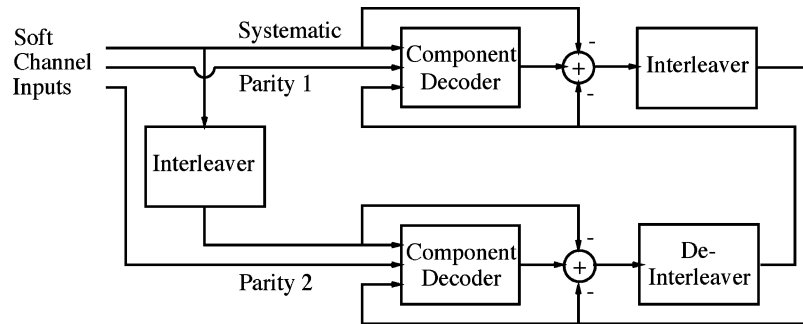 Soft
Channel
Inputs
Systematic
Parity 1
Component
Decoder
-
+
-
Interleaver
Interleaver
Parity 2
Component
Decoder
-
+
-
De-
Interleaver